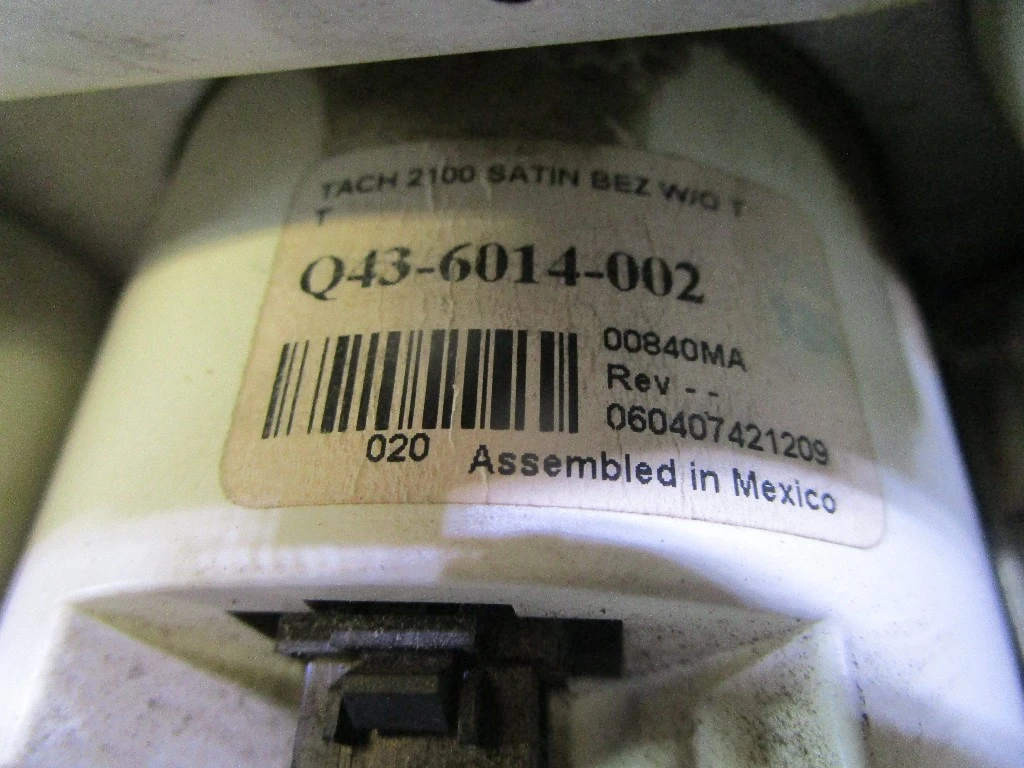 TACH 2100 SATIN BEZ W/O T
T
Q43-6014-002
00840MA
Rev - -
060407421209
020
Assembled in Mexico